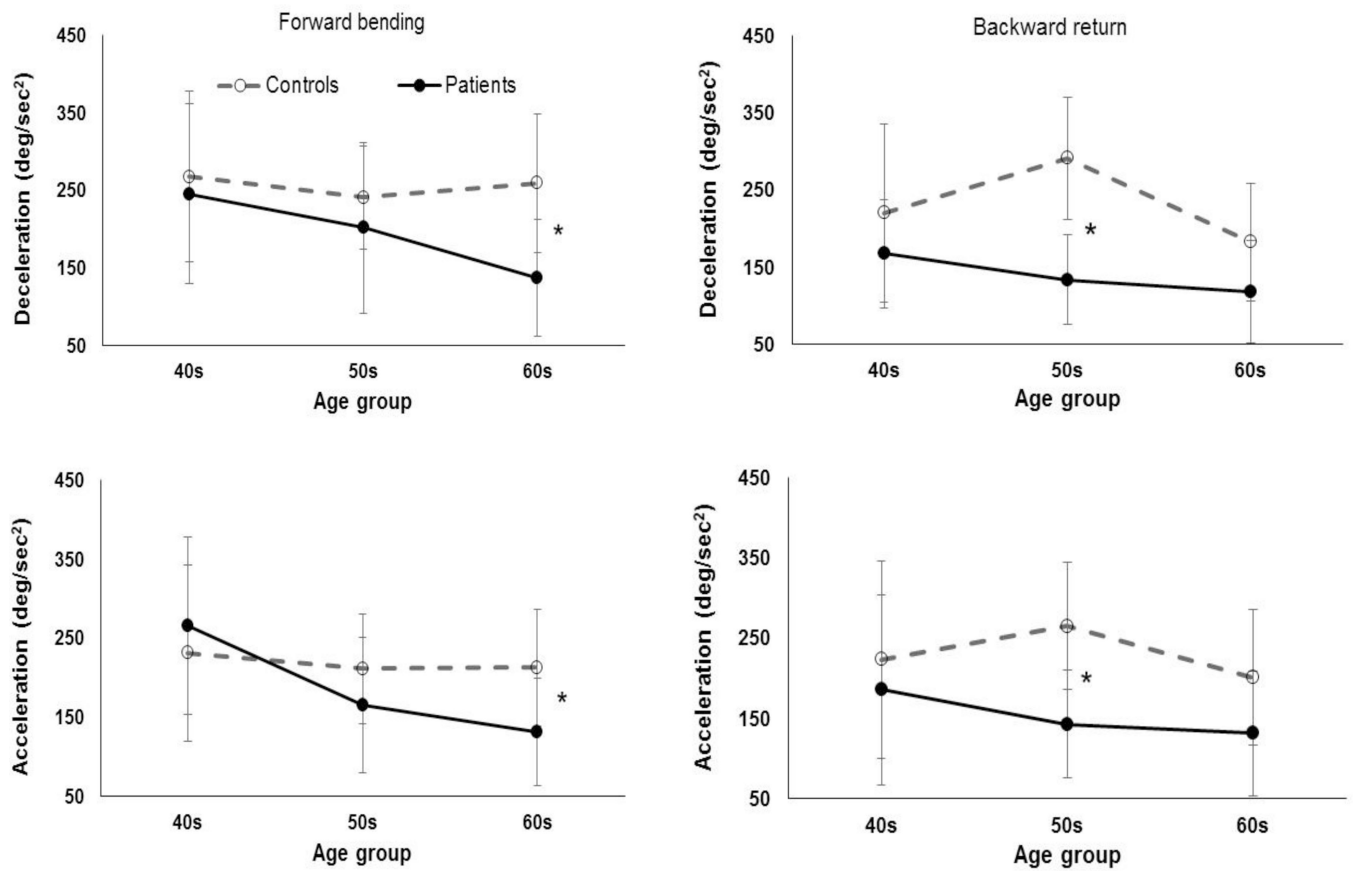 Forward bending
450
350
250
150
50
Deceleration (deg/sec²)
Controls
Patients
*
40s 50s 60s
Age group
Backward return
450
350
250
150
50
Deceleration (deg/sec²)
*
40s 50s 60s
Age group
450
350
250
150
50
Acceleration (deg/sec²)
*
40s 50s 60s
Age group
450
350
250
150
50
Acceleration (deg/sec²)
*
40s 50s 60s
Age group